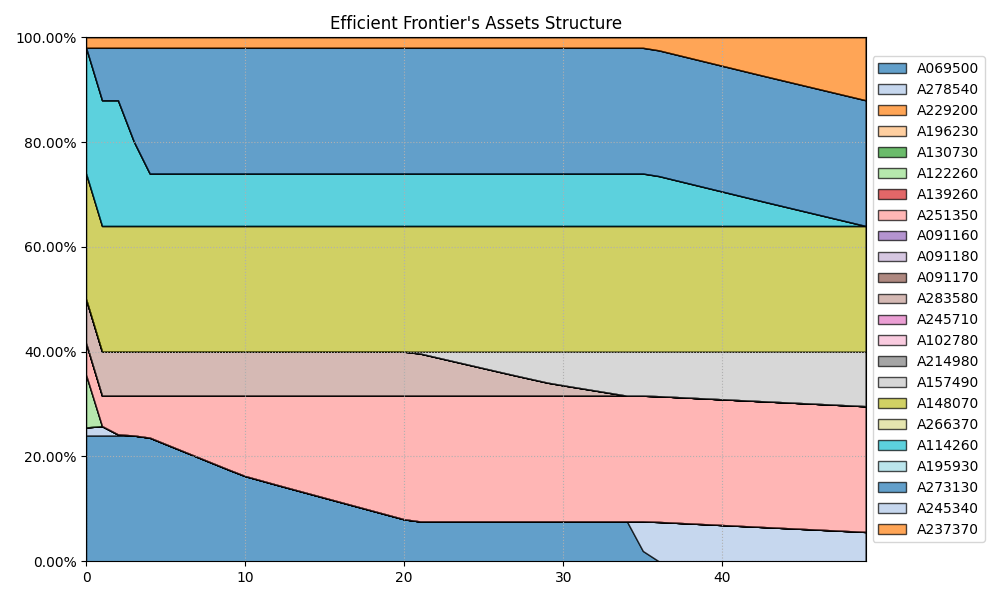 Efficient Frontier's Assets Structure
100.00%
80.00%
60.00%
40.00%
20.00%
0.00%
0
10
20
30
40
A069500
A278540
A229200
A196230
A130730
A122260
A139260
A251350
A091160
A091180
A091170
A283580
A245710
A102780
A214980
A157490
A148070
A266370
A114260
A195930
A273130
A245340
A237370